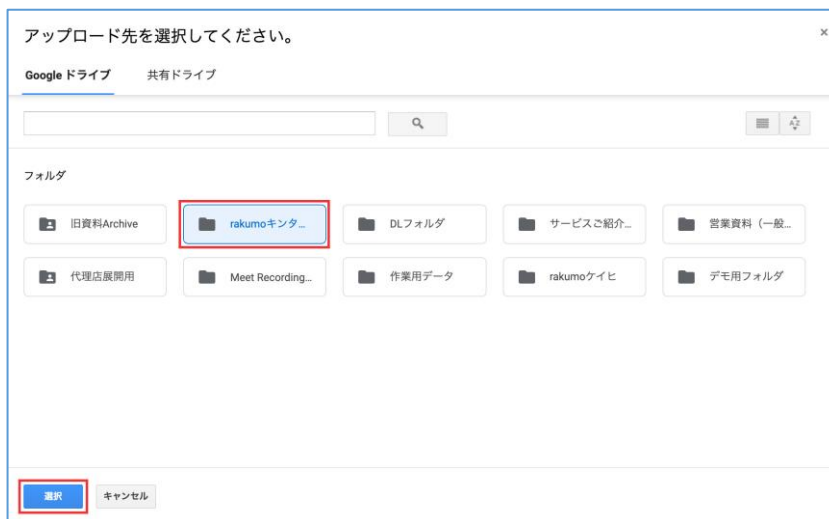 アップロード先を選択してください。
×
Google ドライブ 共有ドライブ
AZ
フォルダ
旧資料Archive rakumoキンタ... DLフォルダ サービスご紹介... 営業資料（一般...
代理店展開用 Meet Recording... 作業用データ rakumoケイヒ デモ用フォルダ
選択 キャンセル